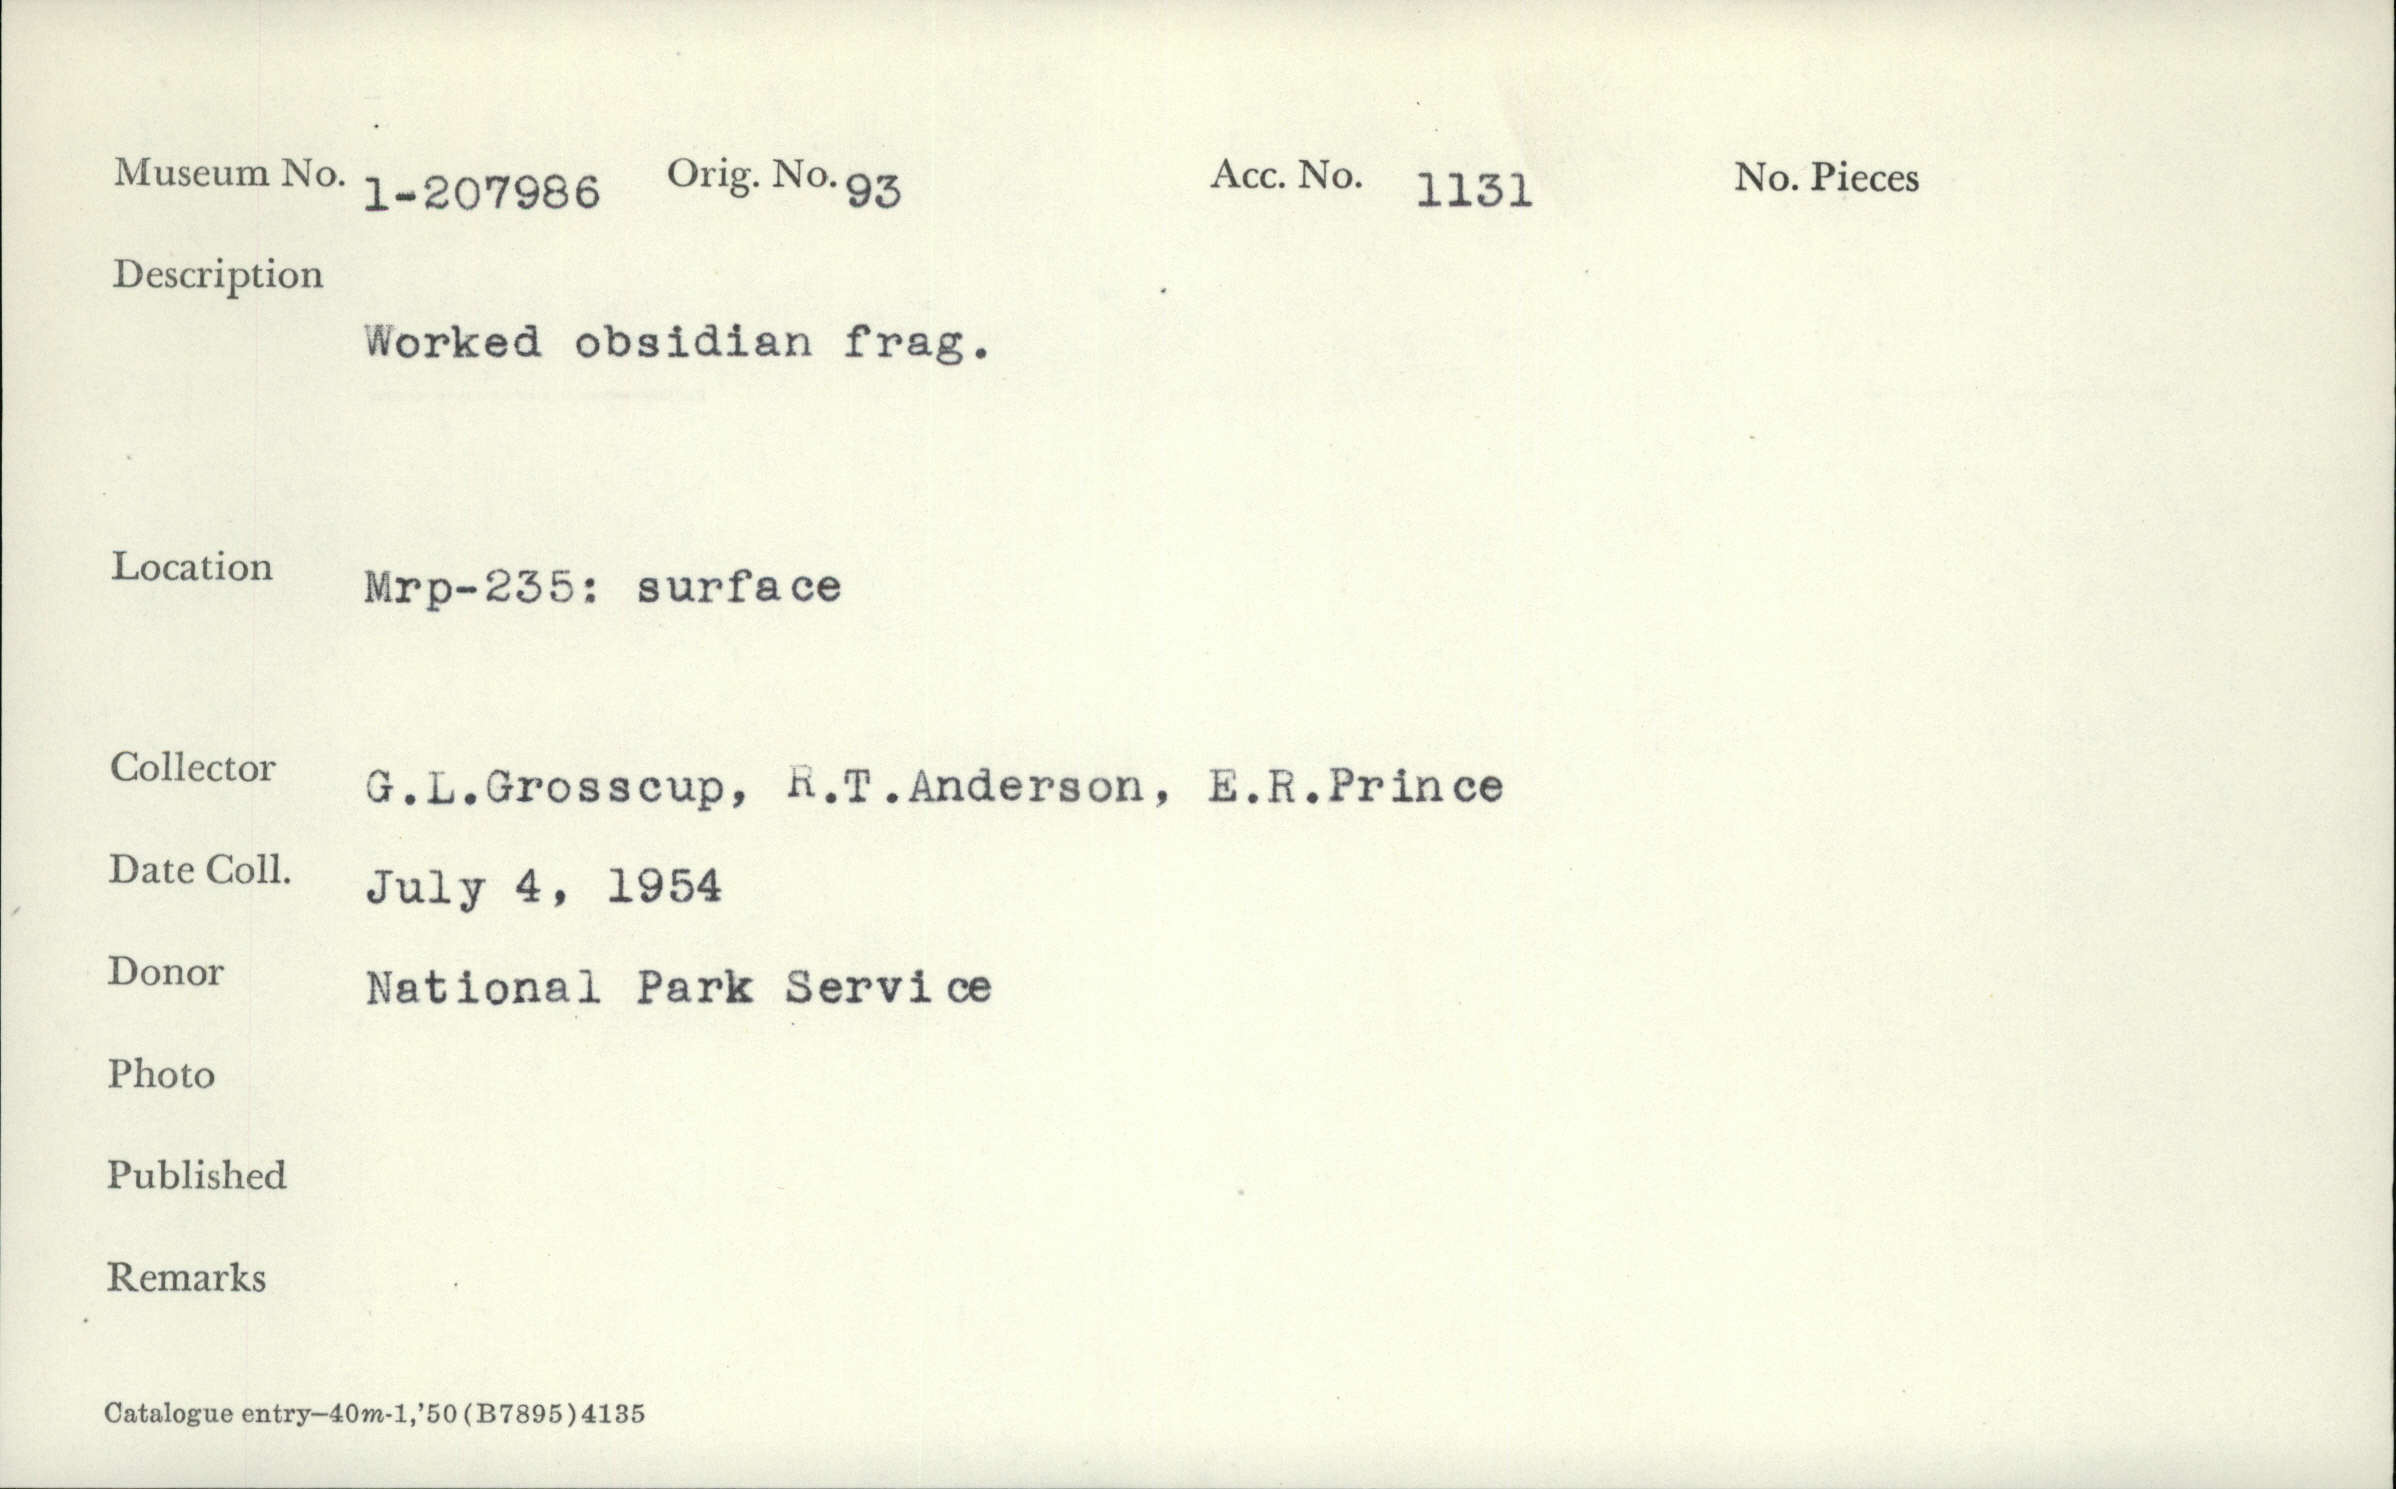 Museum No. 1-207986 Orig. No. 93 Acc. No. 1131 No. Pieces
Description
Worked obsidian frag.
Location Mrp-235: surface
Collector G.L.Grosscup, R.T.Anderson, E.R.Prince
Date Coll. July 4, 1954
Donor National Park Service
Photo
Published
Remarks
Catalogue entry—40m-1,'50 (B7895) 4135